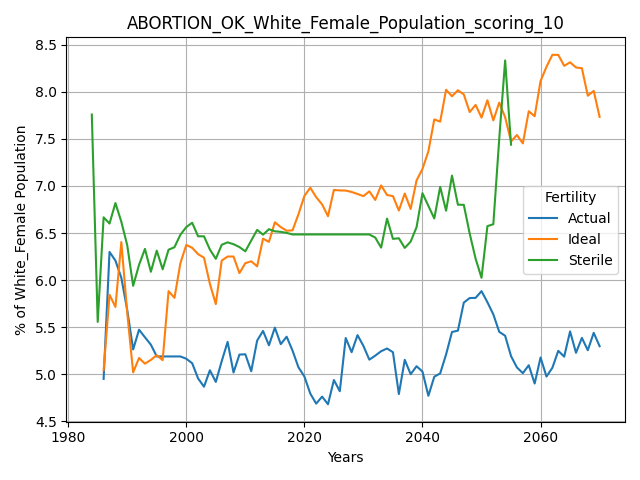 ABORTION_OK_White_Female_Population_scoring_10
% of White_Female Population
8.5
8.0
7.5
7.0
6.5
6.0
5.5
5.0
4.5
Fertility
Actual
Ideal
Sterile
1980
2000
2020
2040
2060
Years